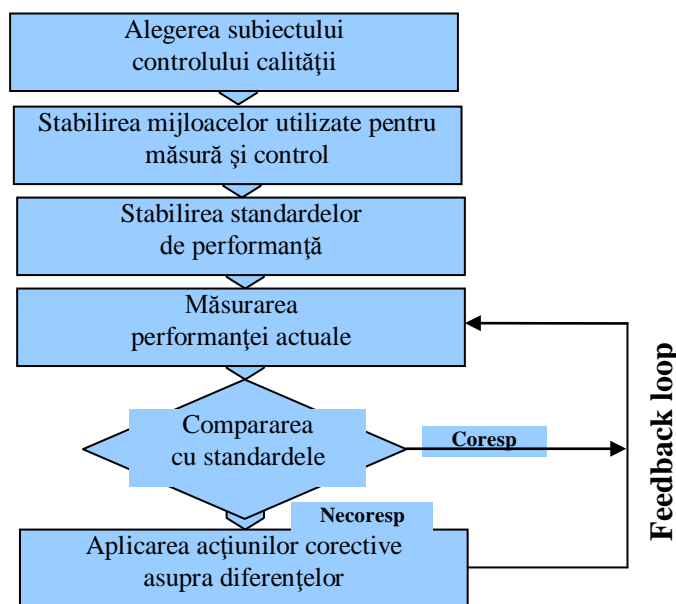 Alegerea subiectului
controlului calităţii
Stabilirea mijloacelor utilizate pentru
măsură şi control
Stabilirea standardelor
de performanţă
Măsurarea
performanţei actuale
Compararea
cu standardele
Coresp
Necoresp
Aplicarea acţiunilor corective
asupra diferenţelor
Feedback loop